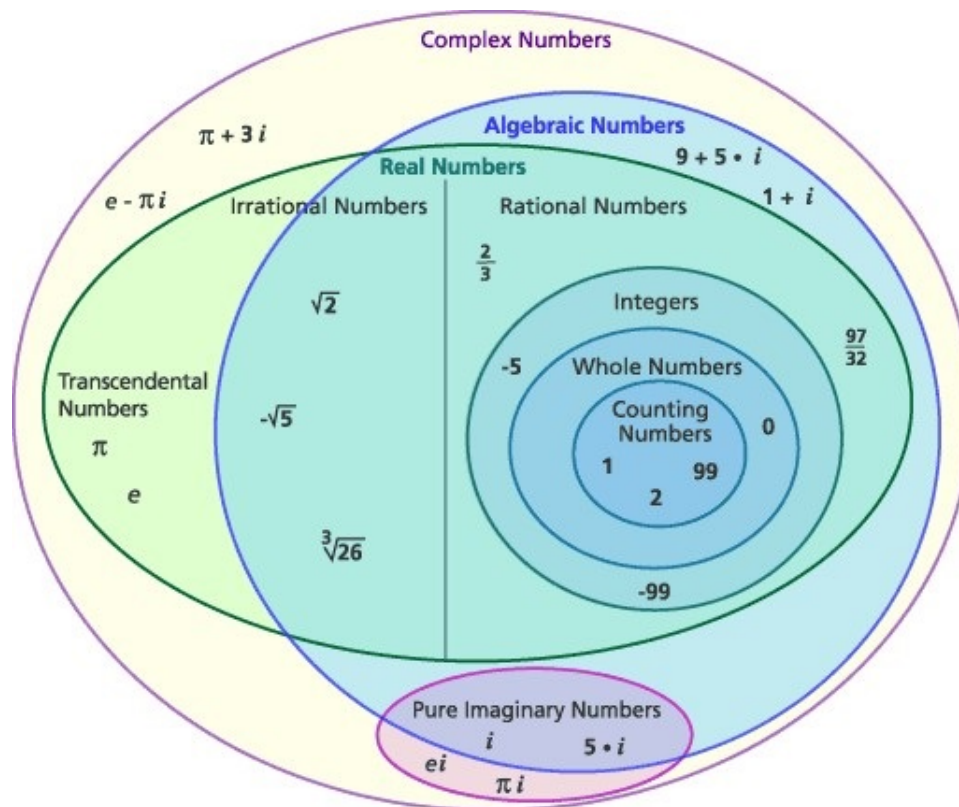 Complex Numbers
π + 3 i
Algebraic Numbers
9 + 5 • i
Real Numbers
e - π i
1 + i
Irrational Numbers
Rational Numbers
2/3
√2
Integers
97/32
-5
Whole Numbers
Transcendental
Numbers
Counting
Numbers
-√5
0
π
1
99
e
2
∛26
-99
Pure Imaginary Numbers
i
5 • i
e i
π i